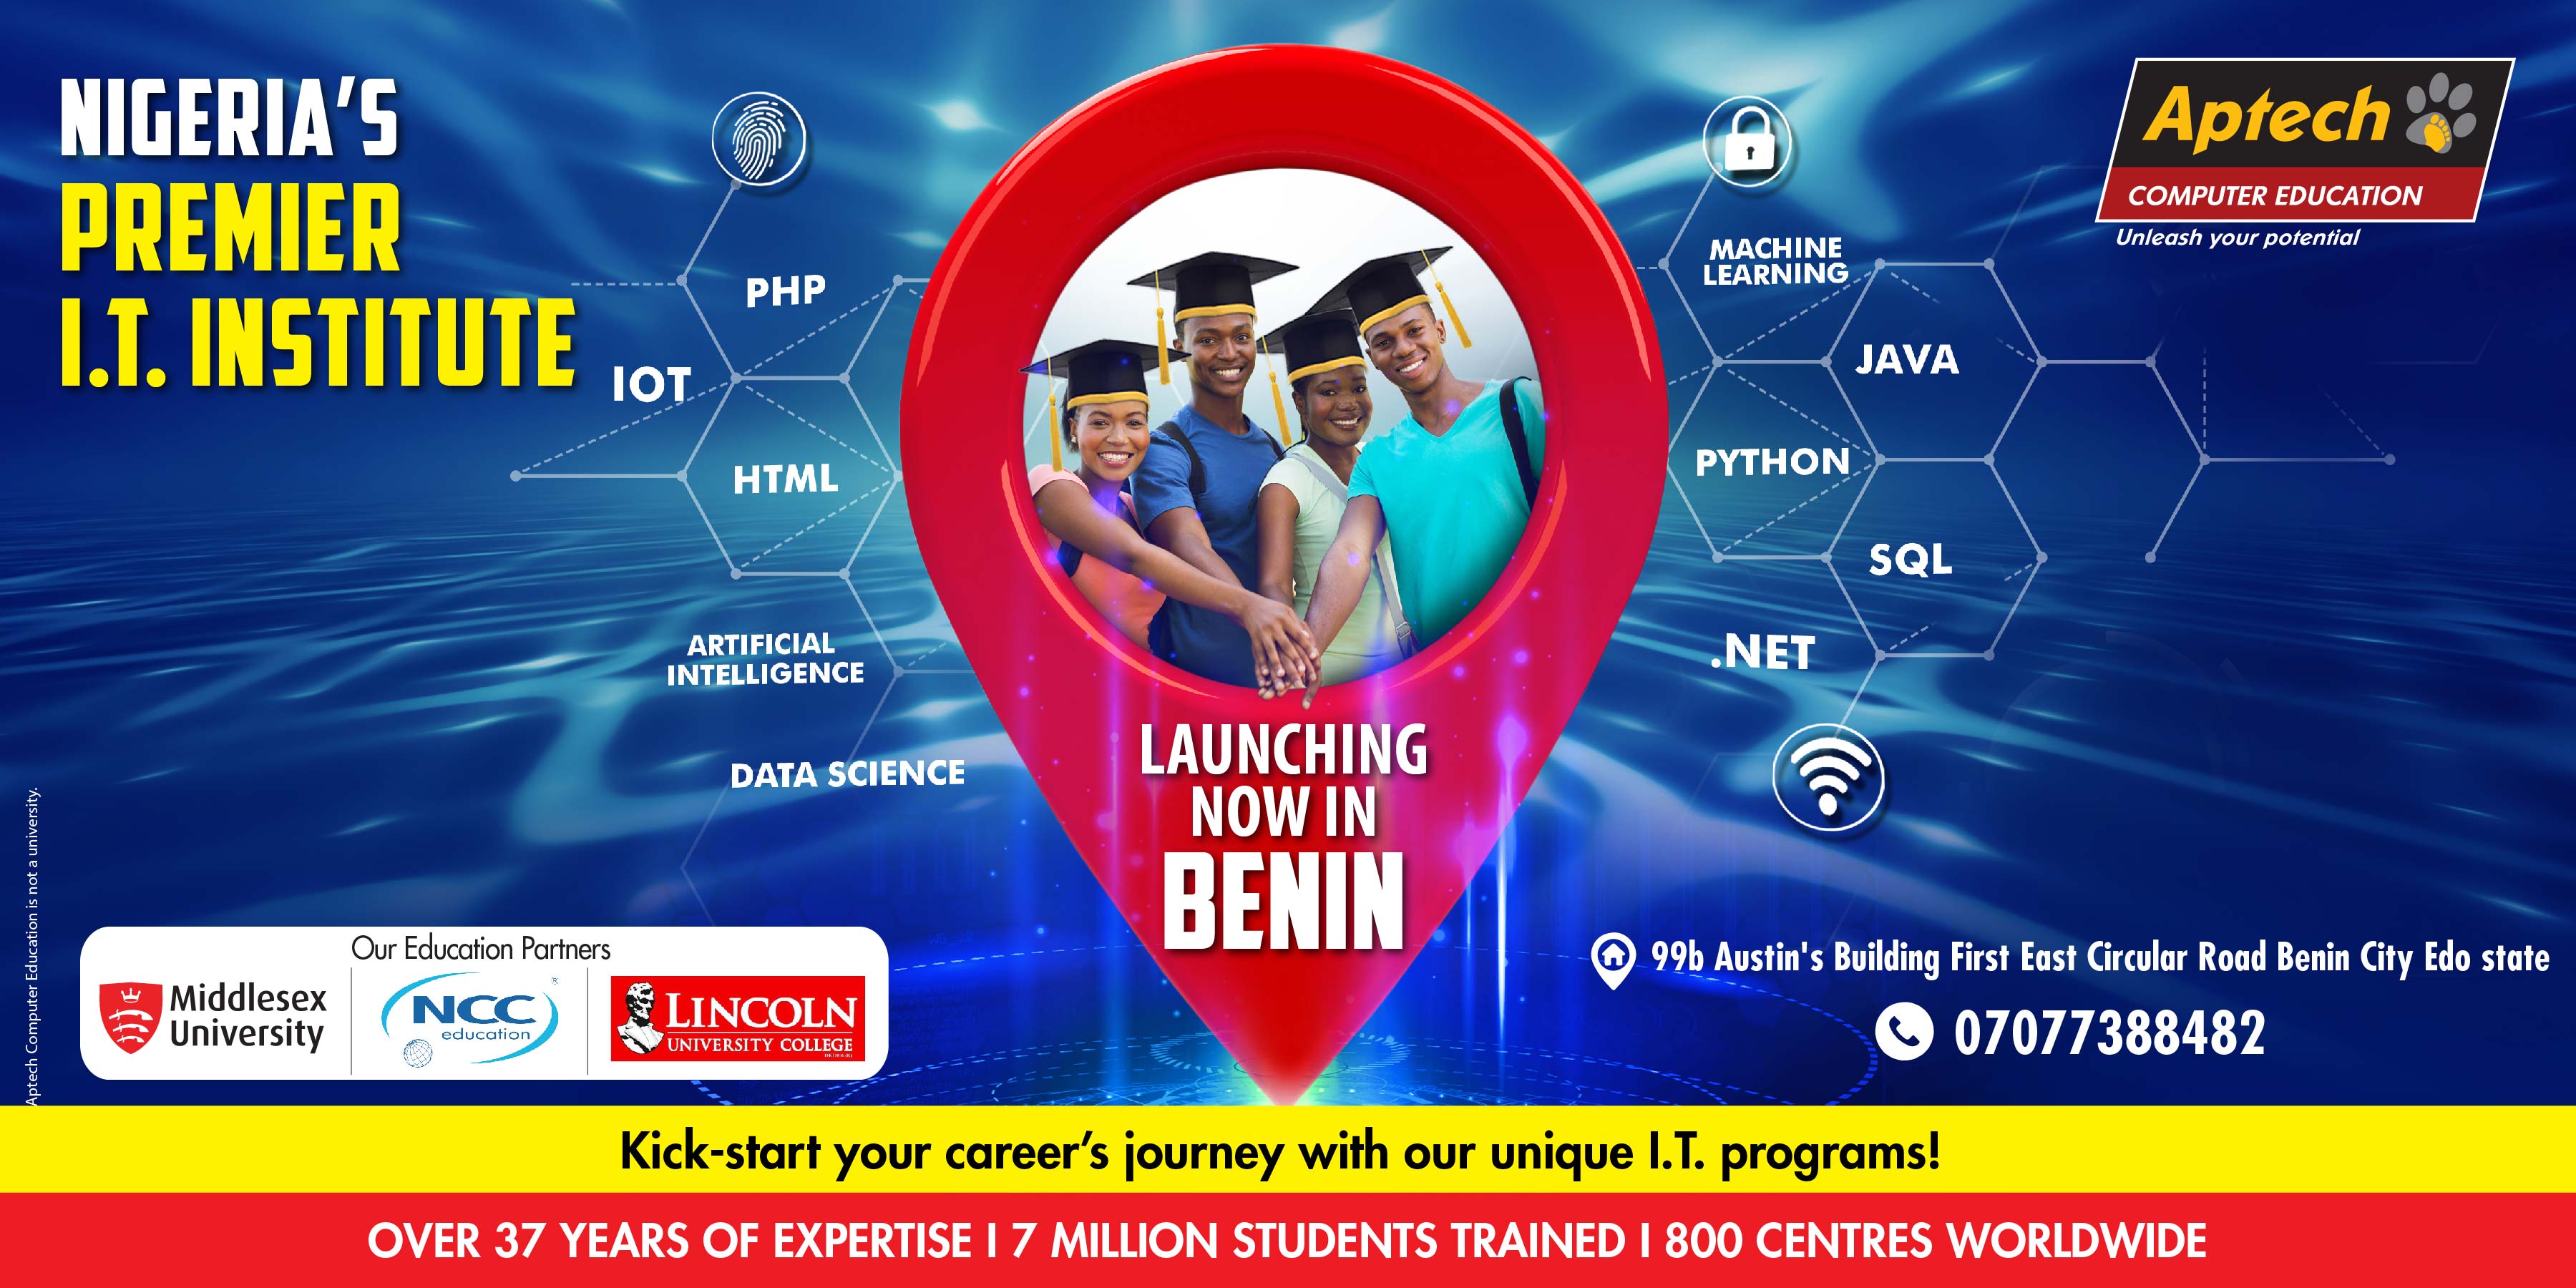 NIGERIA'S
PREMIER
I.T. INSTITUTE
Aptech
COMPUTER EDUCATION
Unleash your potential
PHP
IOT
HTML
ARTIFICIAL
INTELLIGENCE
DATA SCIENCE
MACHINE
LEARNING
JAVA
PYTHON
SQL
.NET
LAUNCHING
NOW IN
BENIN
Aptech Computer Education is not a university.
Our Education Partners
Middlesex
University
NCC
education
®
LINCOLN
UNIVERSITY COLLEGE
99b Austin's Building First East Circular Road Benin City Edo state
07077388482
Kick-start your career's journey with our unique I.T. programs!
OVER 37 YEARS OF EXPERTISE I 7 MILLION STUDENTS TRAINED I 800 CENTRES WORLDWIDE